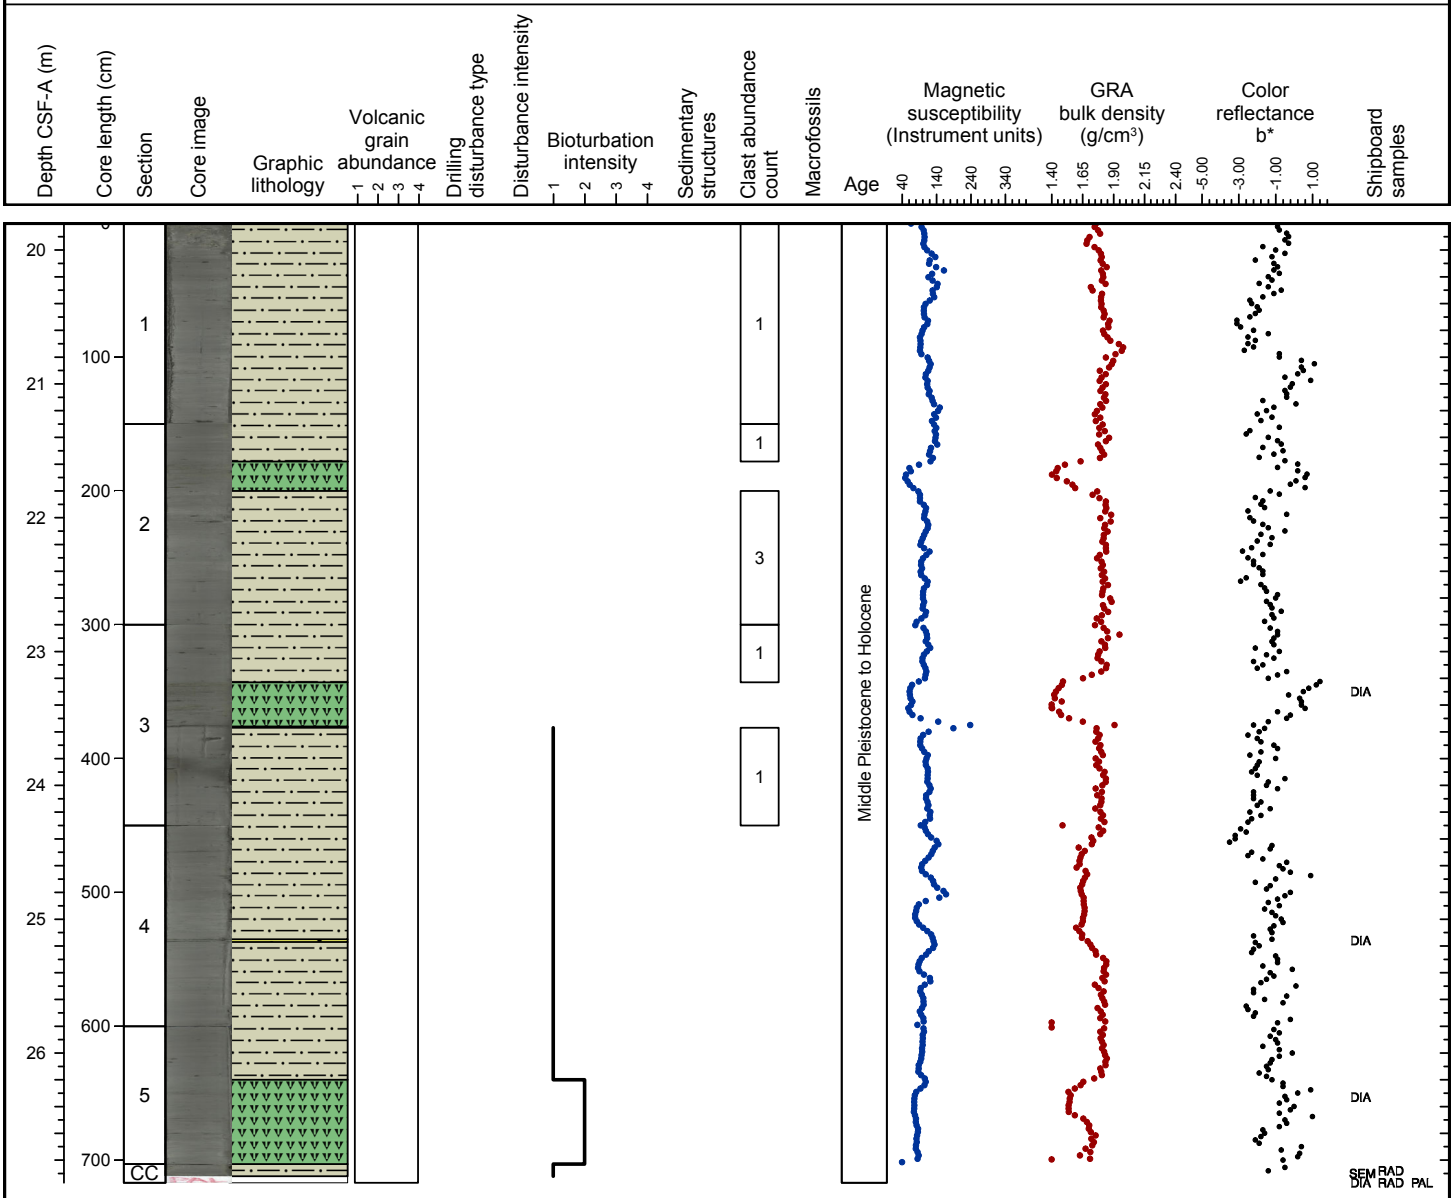 Depth CSF-A (m)
Core length (cm)
Section
Core image
Graphic
lithology
Volcanic
grain
abundance
1 2 3 4
Drilling
disturbance type
Disturbance intensity
Bioturbation
intensity
1 2 3 4
Sedimentary
structures
Clast abundance
count
Macrofossils
Age
Magnetic
susceptibility
(Instrument units)
40 140 240 340
GRA
bulk density
(g/cm³)
1.40 1.65 1.90 2.15 2.40
Color
reflectance
b*
-5.00 -3.00 -1.00 1.00
Shipboard
samples
20
21
22
23
24
25
26
0
100
200
300
400
500
600
700
1
2
3
4
5
CC
1
1
3
1
1
Middle Pleistocene to Holocene
DIA
DIA
DIA
SEM RAD
DIA RAD PAL